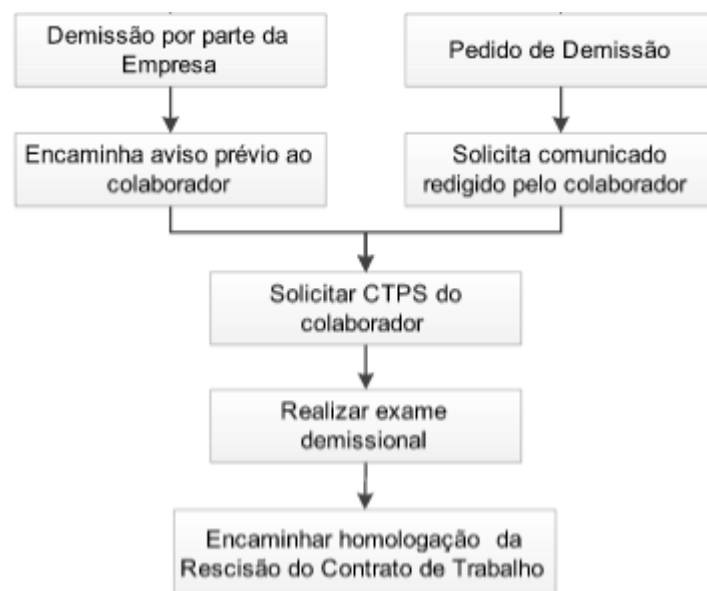 Demissão por parte da
Empresa
Pedido de Demissão
Encaminha aviso prévio ao
colaborador
Solicita comunicado
redigido pelo colaborador
Solicitar CTPS do
colaborador
Realizar exame
demissional
Encaminhar homologação da
Rescisão do Contrato de Trabalho